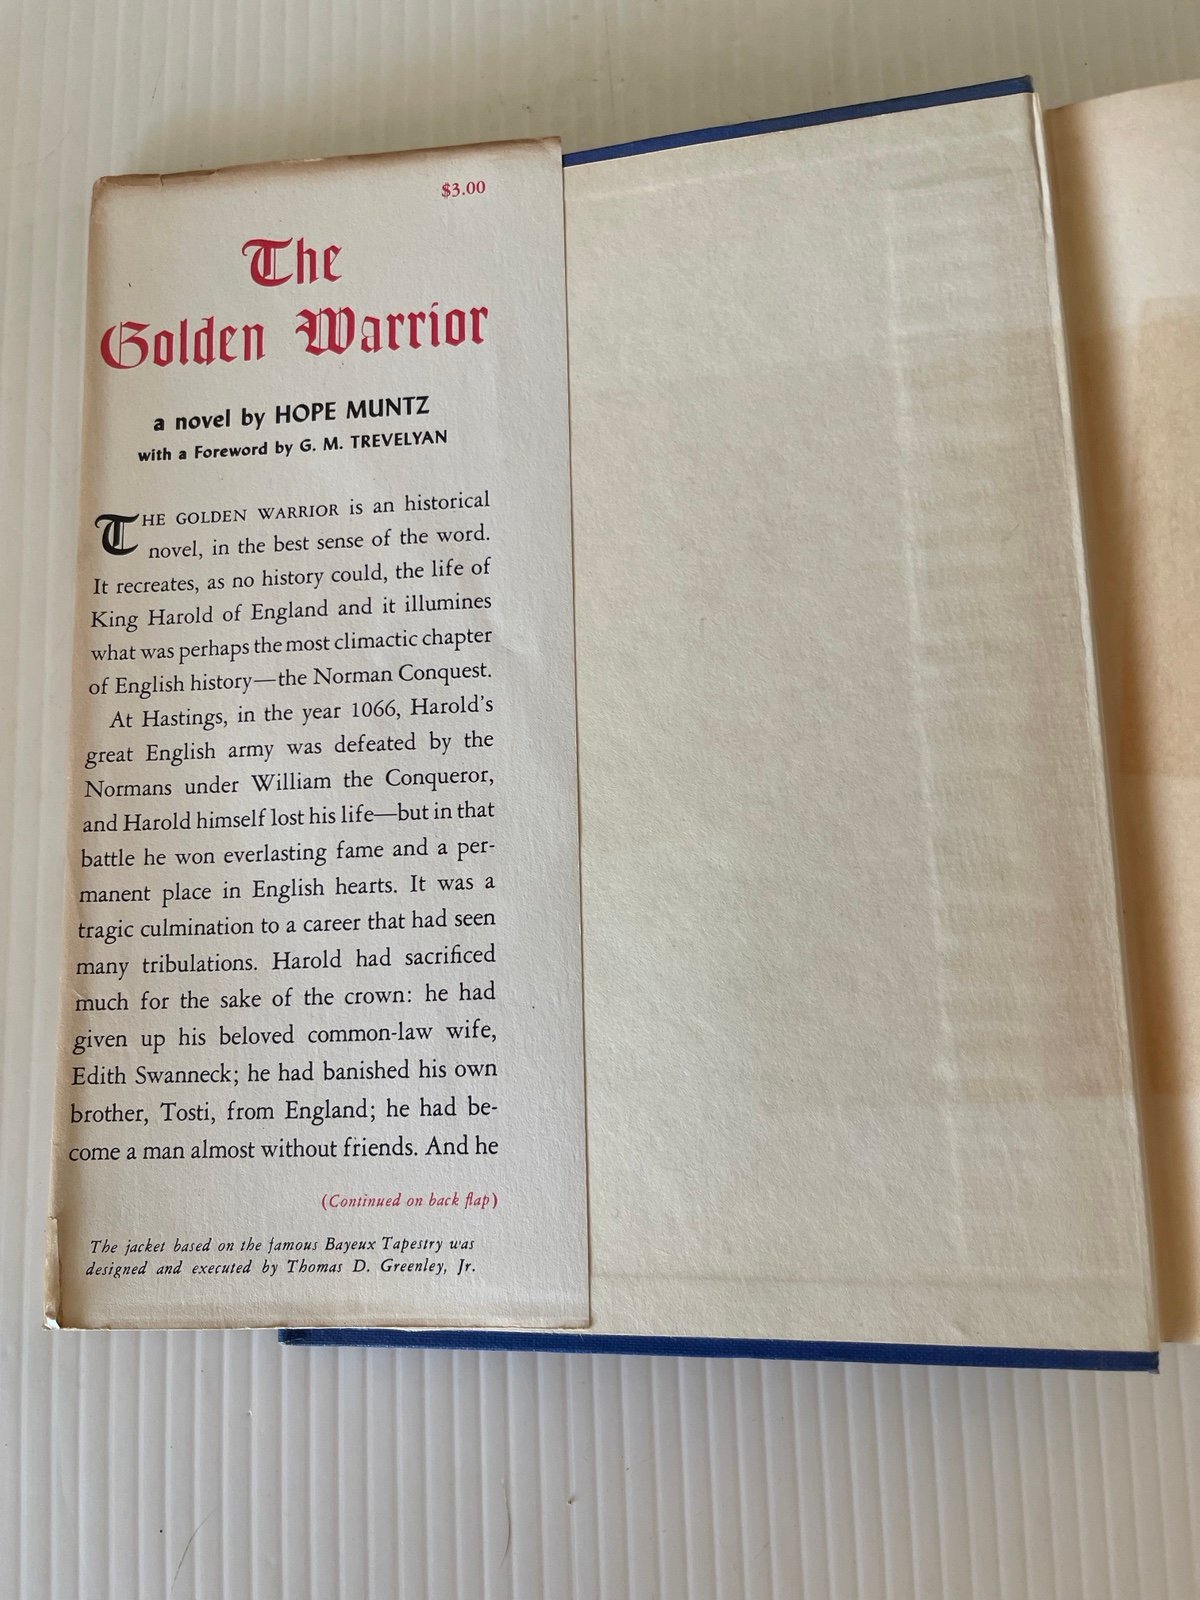 $3.00
The
Golden Warrior
a novel by HOPE MUNTZ
with a Foreword by G. M. TREVELYAN
THE GOLDEN WARRIOR is an historical
novel, in the best sense of the word.
It recreates, as no history could, the life of
King Harold of England and it illumines
what was perhaps the most climactic chapter
of English history—the Norman Conquest.
At Hastings, in the year 1066, Harold's
great English army was defeated by the
Normans under William the Conqueror,
and Harold himself lost his life—but in that
battle he won everlasting fame and a per-
manent place in English hearts. It was a
tragic culmination to a career that had seen
many tribulations. Harold had sacrificed
much for the sake of the crown: he had
given up his beloved common-law wife,
Edith Swanneck; he had banished his own
brother, Tosti, from England; he had be-
come a man almost without friends. And he
(Continued on back flap)
The jacket based on the famous Bayeux Tapestry was
designed and executed by Thomas D. Greenley, Jr.